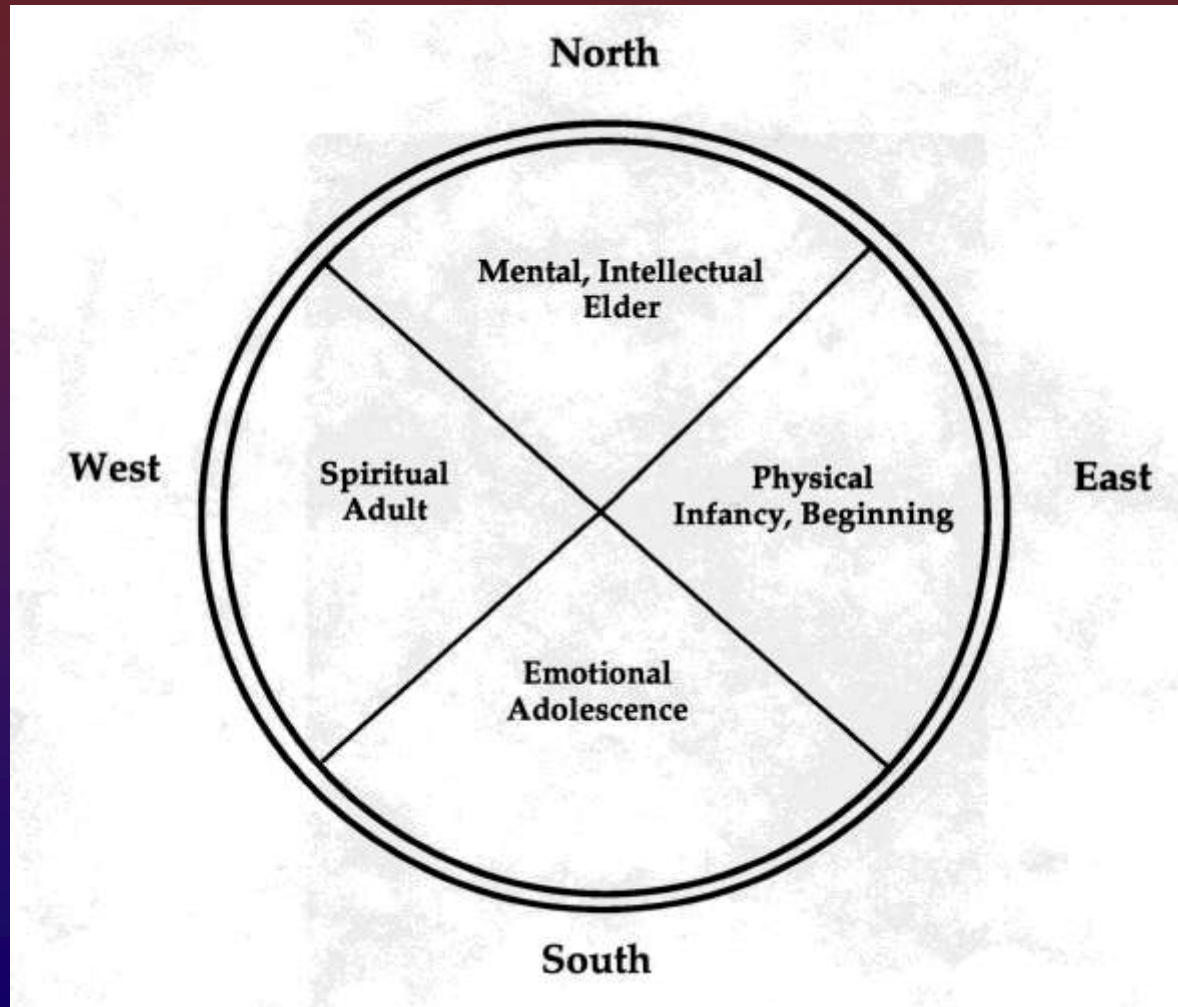 North
Mental, Intellectual
Elder
West
Spiritual
Adult
Physical
Infancy, Beginning
East
Emotional
Adolescence
South